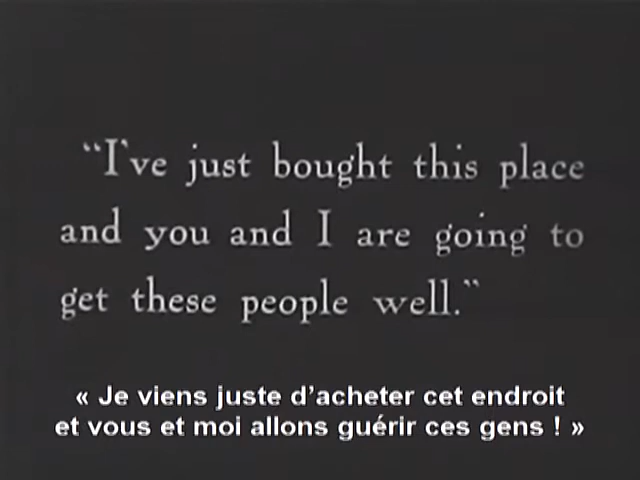 “I've just bought this place
and you and I are going to
get these people well.”
« Je viens juste d’acheter cet endroit
et vous et moi allons guérir ces gens ! »